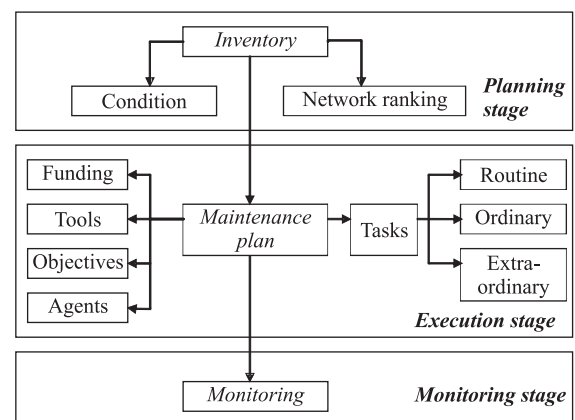 Inventory
Condition
Network ranking
Planning
stage
Funding
Tools
Objectives
Agents
Maintenance
plan
Tasks
Routine
Ordinary
Extra-
ordinary
Execution stage
Monitoring
Monitoring stage